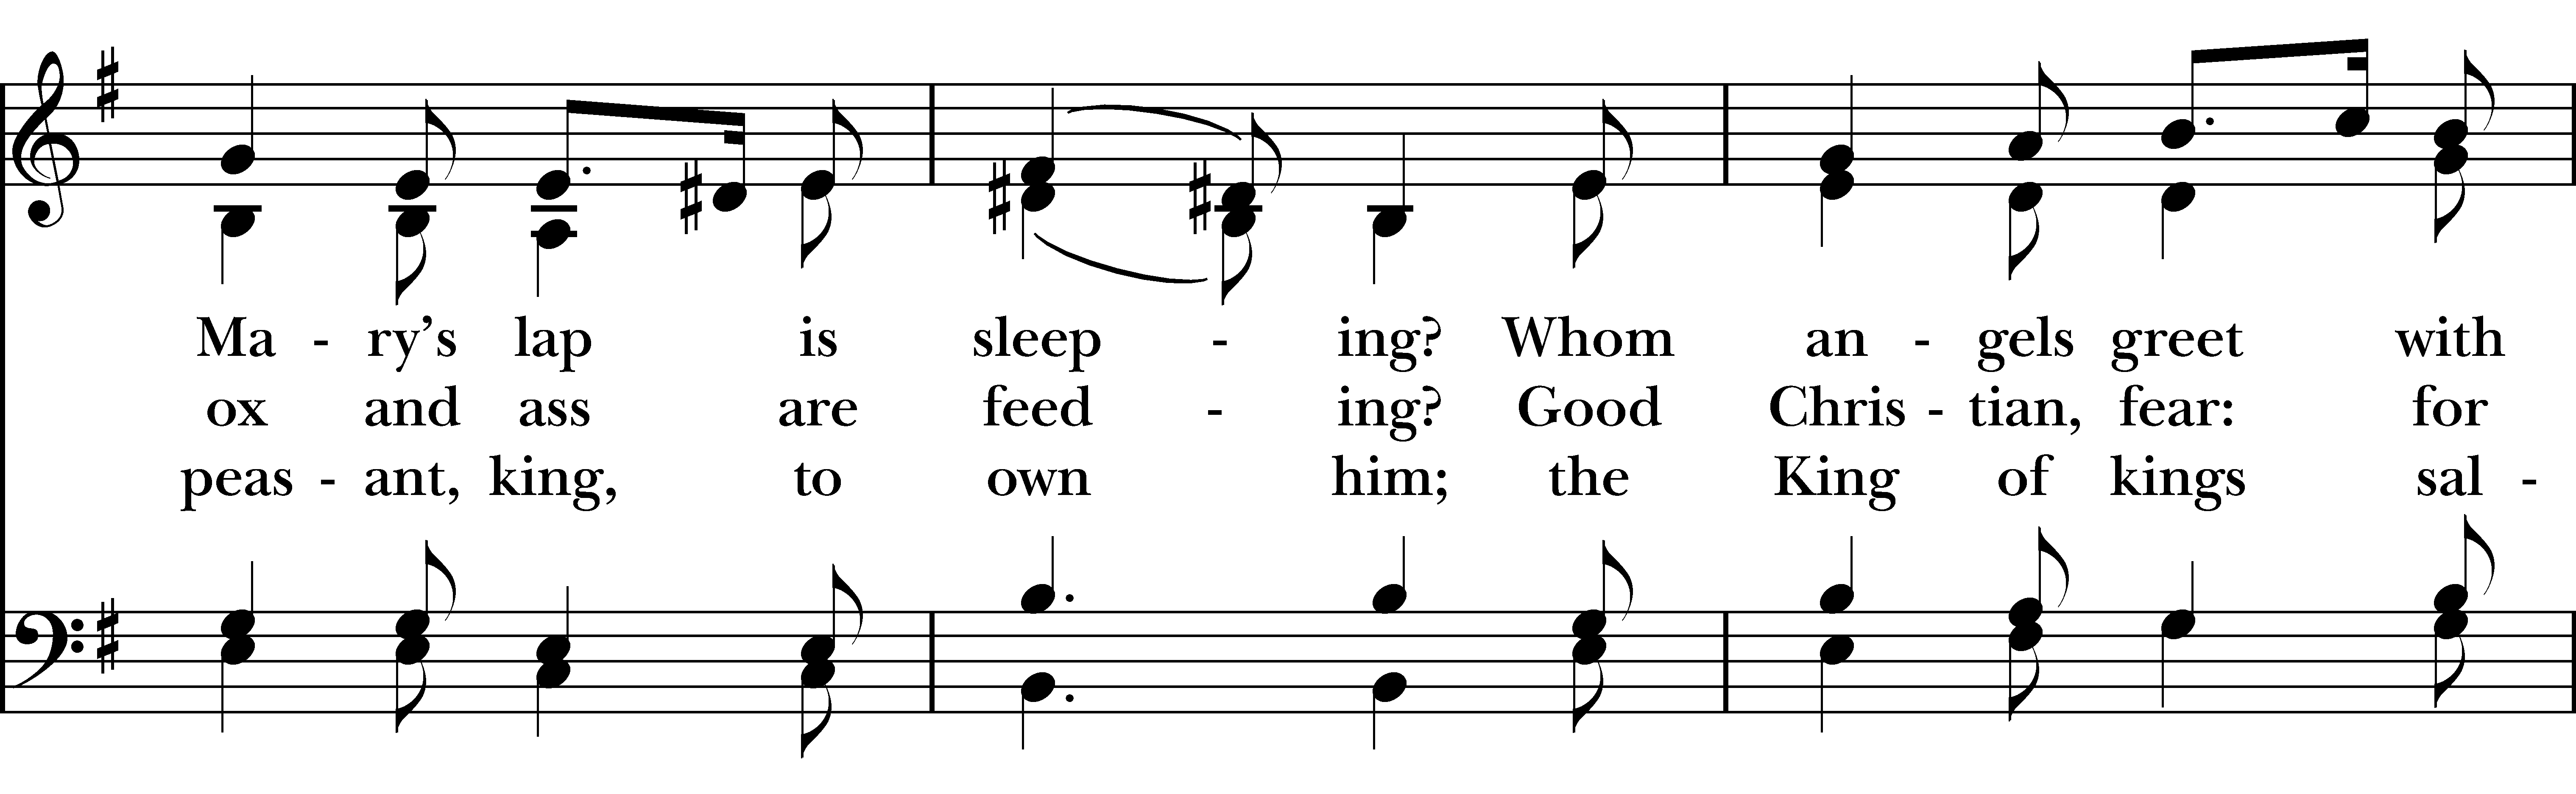 Ma - ry’s lap is sleep - ing? Whom an - gels greet with
ox and ass are feed - ing? Good Chris - tian, fear: for
peas - ant, king, to own him; the King of kings sal -